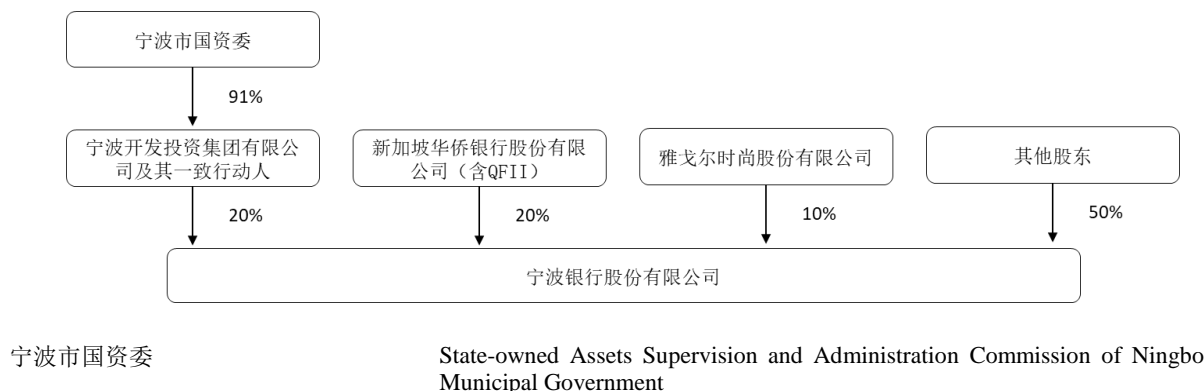 宁波市国资委
91%
宁波开发投资集团有限公
司及其一致行动人
新加坡华侨银行股份有限
公司（含QFII）
雅戈尔时尚股份有限公司
其他股东
20%
20%
10%
50%
宁波银行股份有限公司
宁波市国资委
State-owned Assets Supervision and Administration Commission of Ningbo
Municipal Government